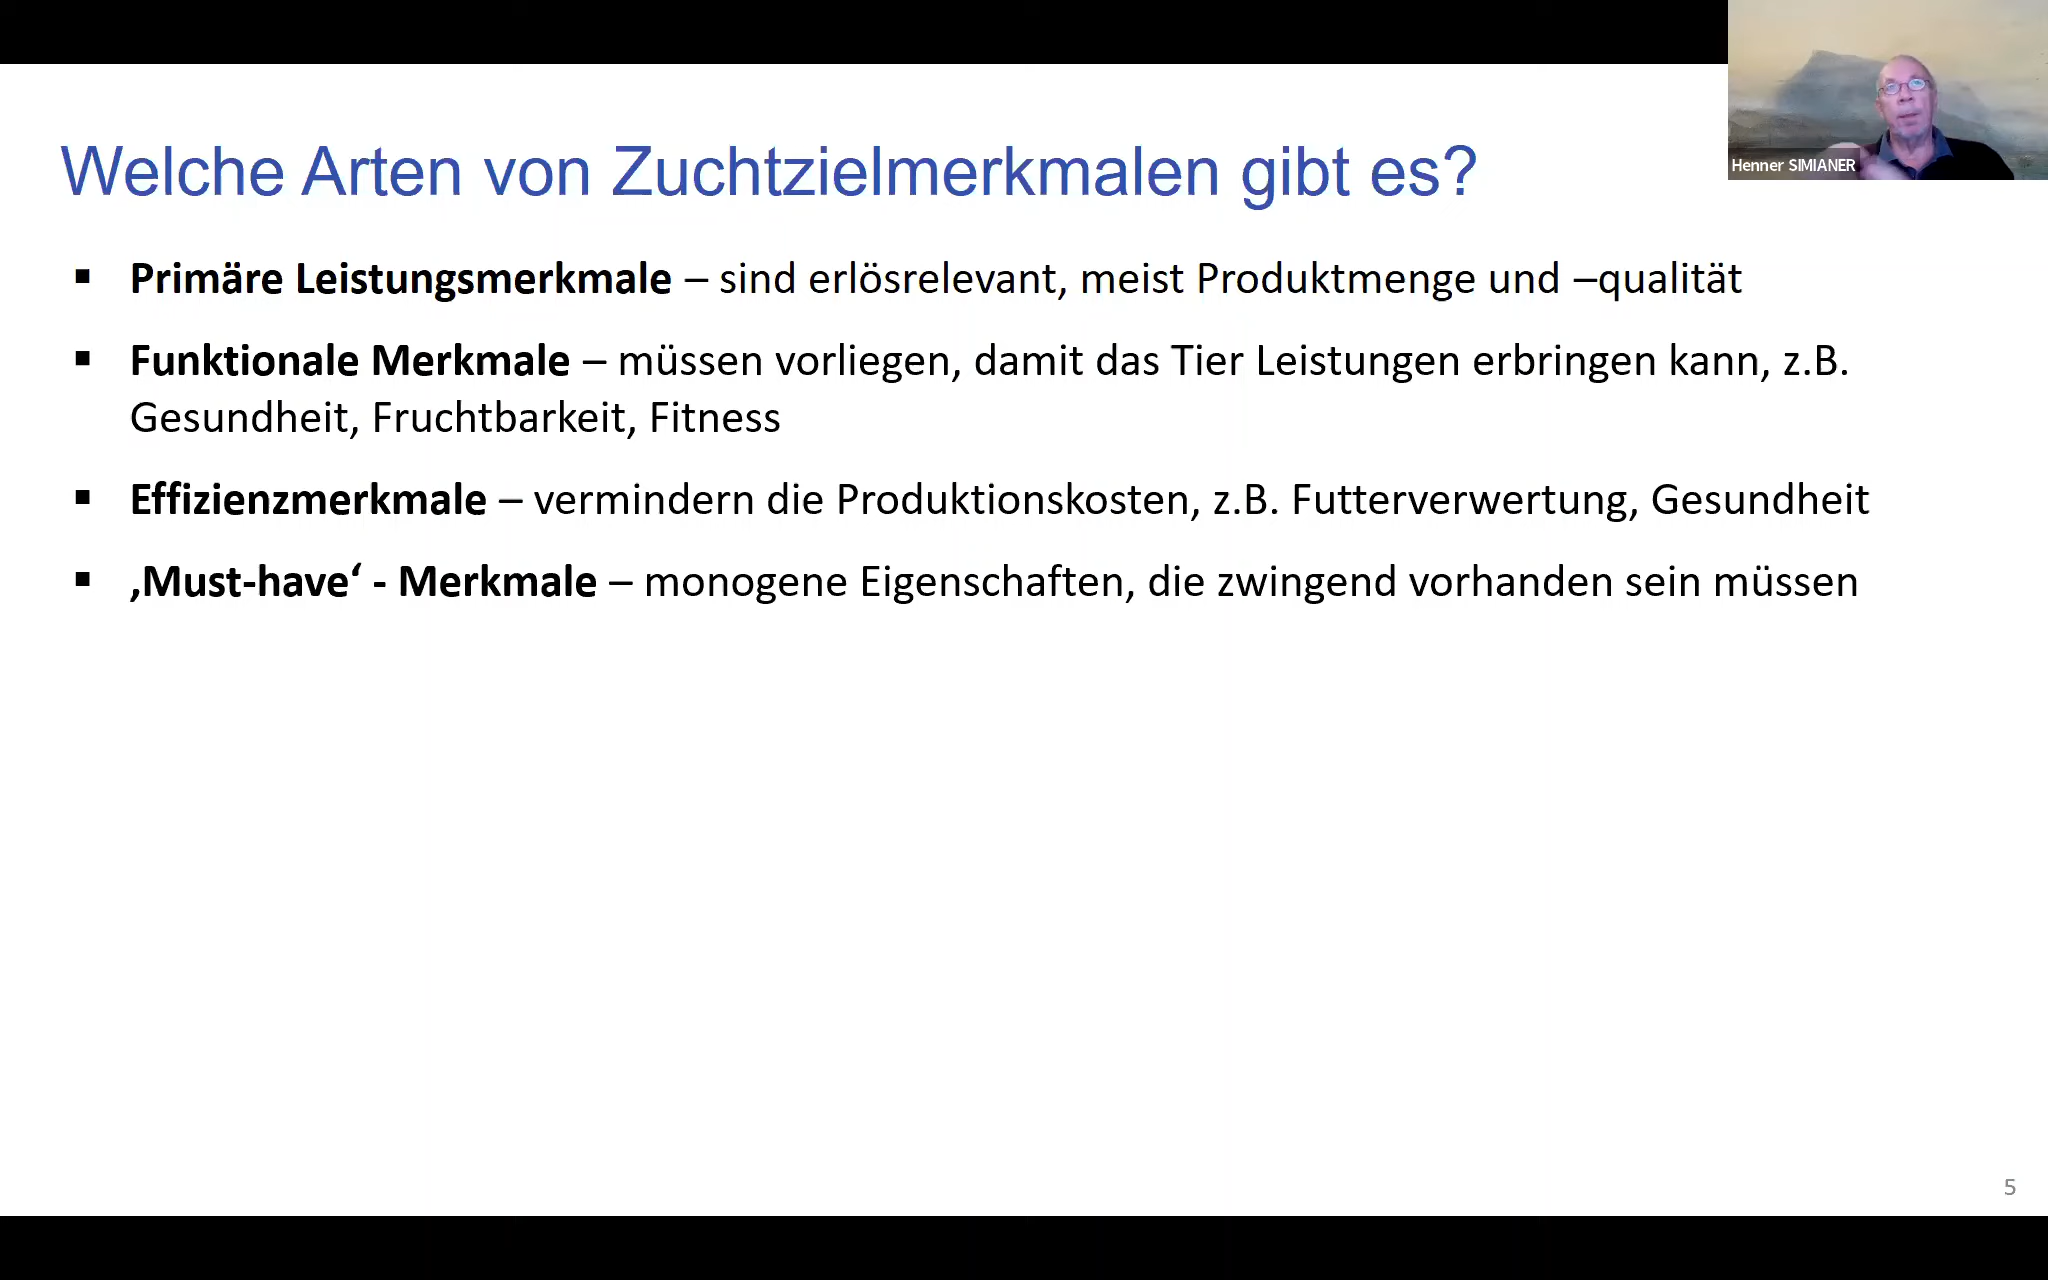 Welche Arten von Zuchtzielmerkmalen gibt es?
Henner SIMIANER
▪ Primäre Leistungsmerkmale – sind erlösrelevant, meist Produktmenge und –qualität
▪ Funktionale Merkmale – müssen vorliegen, damit das Tier Leistungen erbringen kann, z.B.
Gesundheit, Fruchtbarkeit, Fitness
▪ Effizienzmerkmale – vermindern die Produktionskosten, z.B. Futterverwertung, Gesundheit
▪ ‚Must-have‘ - Merkmale – monogene Eigenschaften, die zwingend vorhanden sein müssen
5